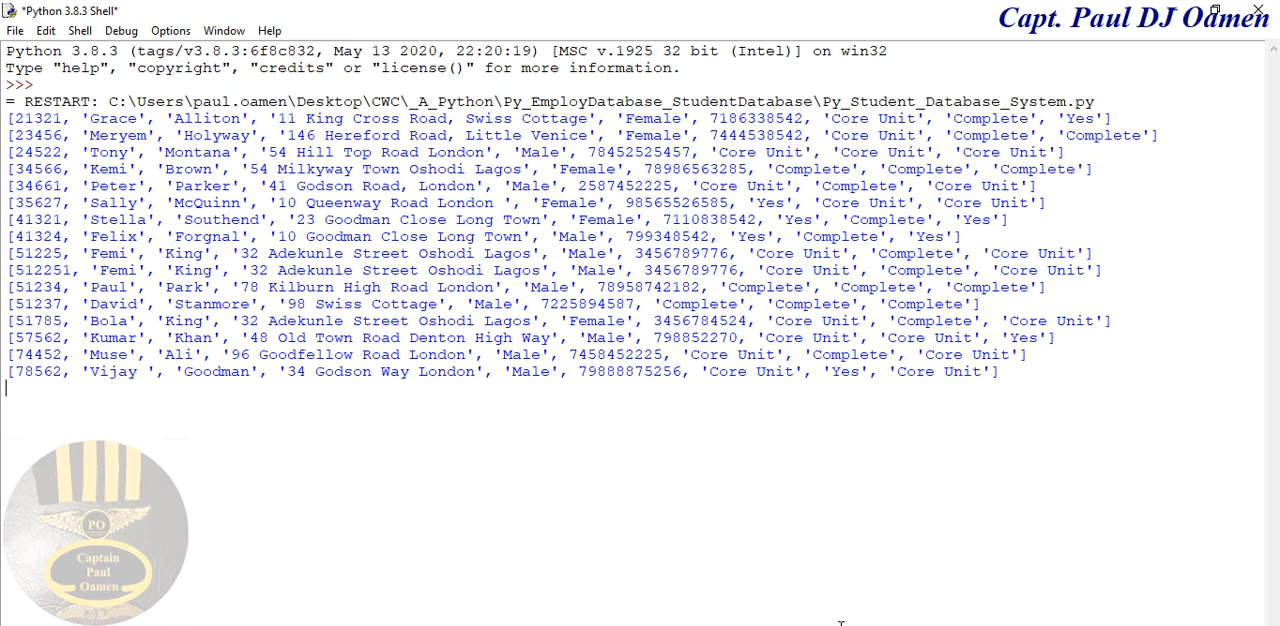 *Python 3.8.3 Shell*
Capt. Paul DJ Oamen
File Edit Shell Debug Options Window Help
Python 3.8.3 (tags/v3.8.3:6f8c832, May 13 2020, 22:20:19) [MSC v.1925 32 bit (Intel)] on win32
Type "help", "copyright", "credits" or "license()" for more information.
>>>
= RESTART: C:\Users\paul.oamen\Desktop\CWC\_A_Python\Py_EmployDatabase_StudentDatabase\Py_Student_Database_System.py
[21321, 'Grace', 'Alliton', '11 King Cross Road, Swiss Cottage', 'Female', 7186338542, 'Core Unit', 'Complete', 'Yes']
[23456, 'Meryem', 'Holyway', '146 Hereford Road, Little Venice', 'Female', 7444538542, 'Core Unit', 'Complete', 'Complete']
[24522, 'Tony', 'Montana', '54 Hill Top Road London', 'Male', 78452525457, 'Core Unit', 'Core Unit', 'Core Unit']
[34566, 'Kemi', 'Brown', '54 Milkyway Town Oshodi Lagos', 'Female', 78986563285, 'Complete', 'Complete', 'Complete']
[34661, 'Peter', 'Parker', '41 Godson Road, London', 'Male', 2587452225, 'Core Unit', 'Complete', 'Core Unit']
[35627, 'Sally', 'McQuinn', '10 Queenway Road London ', 'Female', 98565526585, 'Yes', 'Core Unit', 'Core Unit']
[41321, 'Stella', 'Southend', '23 Goodman Close Long Town', 'Female', 7110838542, 'Yes', 'Complete', 'Yes']
[41324, 'Felix', 'Forgnal', '10 Goodman Close Long Town', 'Male', 799348542, 'Yes', 'Complete', 'Yes']
[51225, 'Femi', 'King', '32 Adekunle Street Oshodi Lagos', 'Male', 3456789776, 'Core Unit', 'Complete', 'Core Unit']
[512251, 'Femi', 'King', '32 Adekunle Street Oshodi Lagos', 'Male', 3456789776, 'Core Unit', 'Complete', 'Core Unit']
[51234, 'Paul', 'Park', '78 Kilburn High Road London', 'Male', 78958742182, 'Complete', 'Complete', 'Complete']
[51237, 'David', 'Stanmore', '98 Swiss Cottage', 'Male', 7225894587, 'Complete', 'Complete', 'Complete']
[51785, 'Bola', 'King', '32 Adekunle Street Oshodi Lagos', 'Female', 3456784524, 'Core Unit', 'Complete', 'Core Unit']
[57562, 'Kumar', 'Khan', '48 Old Town Road Denton High Way', 'Male', 798852270, 'Core Unit', 'Core Unit', 'Yes']
[74452, 'Muse', 'Ali', '96 Goodfellow Road London', 'Male', 7458452225, 'Core Unit', 'Complete', 'Core Unit']
[78562, 'Vijay ', 'Goodman', '34 Godson Way London', 'Male', 79888875256, 'Core Unit', 'Yes', 'Core Unit']
PO
Captain
Paul
Oamen